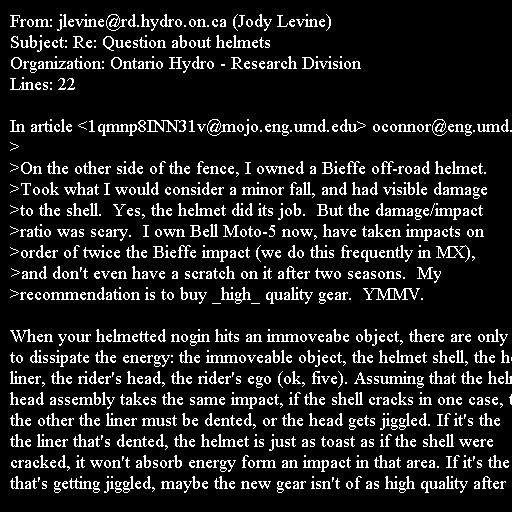 From: jlevine@rd.hydro.on.ca (Jody Levine)
Subject: Re: Question about helmets
Organization: Ontario Hydro - Research Division
Lines: 22

In article <1qmnp8INN31v@mojo.eng.umd.edu> oconnor@eng.umd.
>
>On the other side of the fence, I owned a Bieffe off-road helmet.
>Took what I would consider a minor fall, and had visible damage
>to the shell.  Yes, the helmet did its job.  But the damage/impact
>ratio was scary.  I own Bell Moto-5 now, have taken impacts on
>order of twice the Bieffe impact (we do this frequently in MX),
>and don't even have a scratch on it after two seasons.  My
>recommendation is to buy _high_ quality gear.  YMMV.

When your helmetted nogin hits an immoveabe object, there are only
to dissipate the energy: the immoveable object, the helmet shell, the
liner, the rider's head, the rider's ego (ok, five). Assuming that the
head assembly takes the same impact, if the shell cracks in one case,
the other the liner must be dented, or the head gets jiggled. If it's the
the liner that's dented, the helmet is just as toast as if the shell were
cracked, it won't absorb energy form an impact in that area. If it's the
that's getting jiggled, maybe the new gear isn't of as high quality after